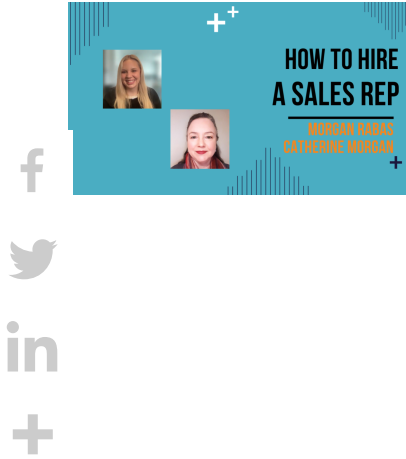 HOW TO HIRE
A SALES REP
MORGAN RABAS
CATHERINE MORGAN